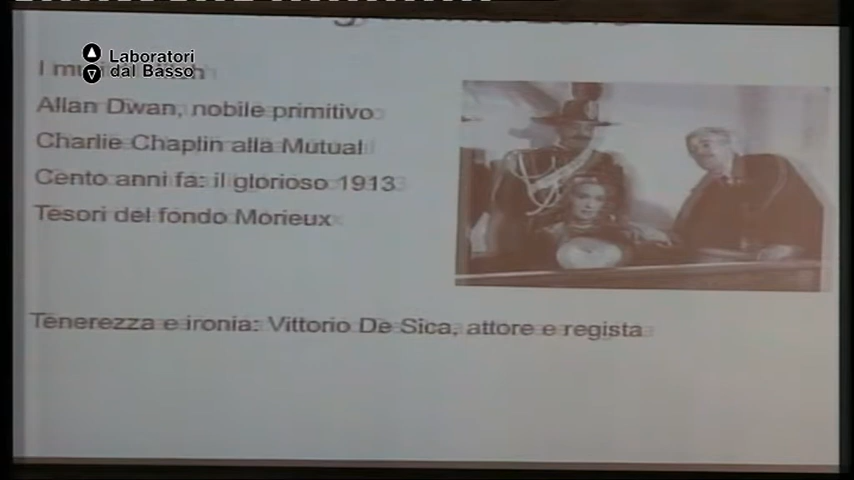 Laboratori
dal Basso
I mu
Allan Dwan, nobile primitivo
Charlie Chaplin alla Mutual
Cento anni fa: il glorioso 1913
Tesori del fondo Morieux
Tenerezza e ironia: Vittorio De Sica, attore e regista